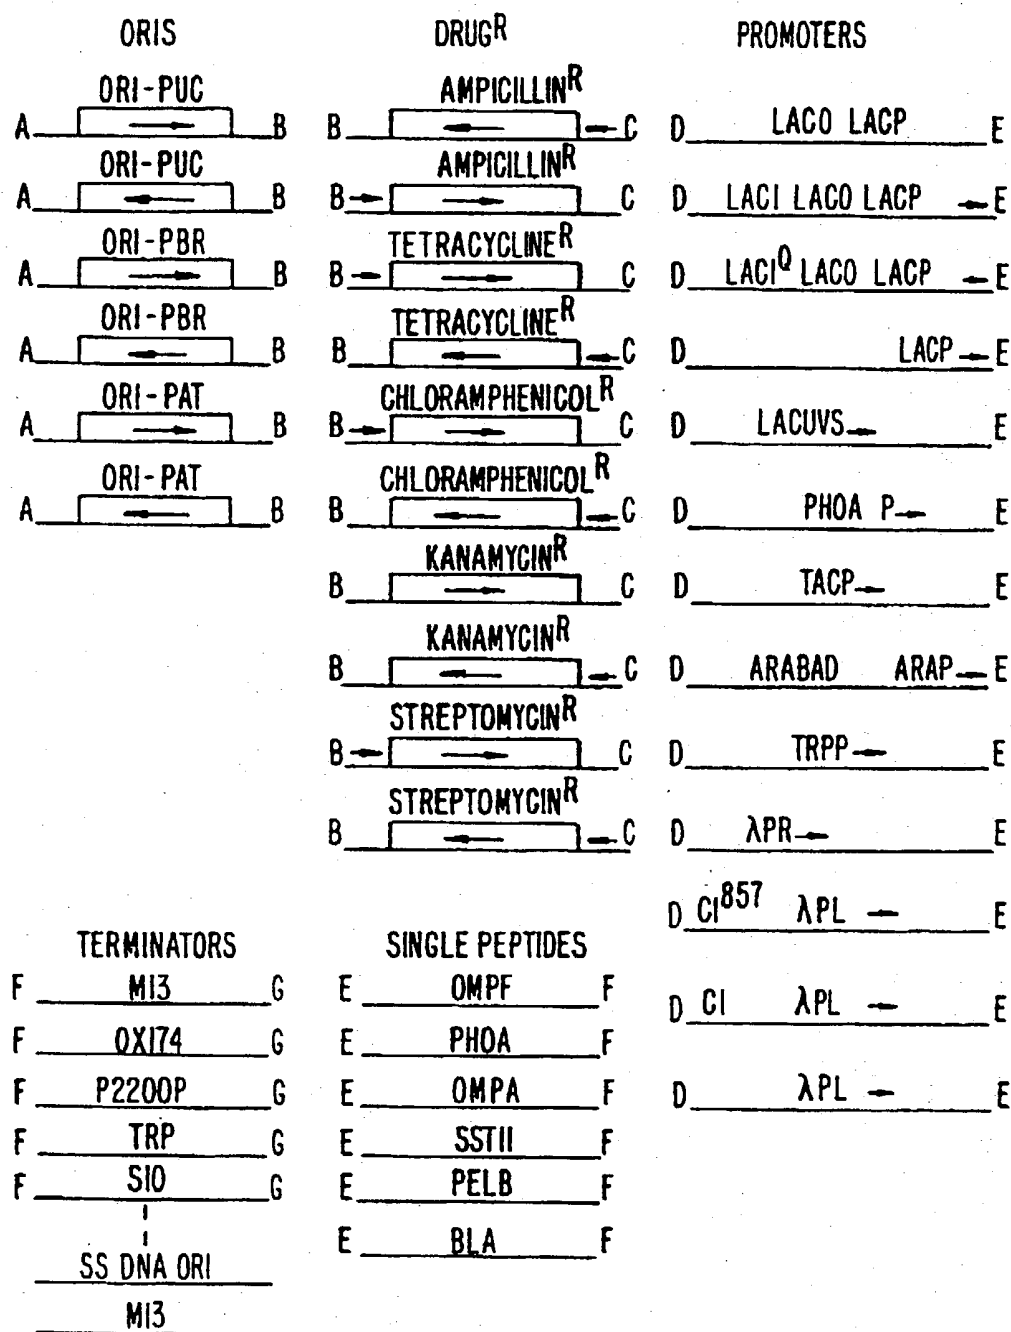 ORIS
ORI-PUC
A B
ORI-PUC
A B
ORI-PBR
A B
ORI-PBR
A B
ORI-PAT
A B
ORI-PAT
A B
DRUGR
AMPICILLINR
B C
AMPICILLINR
B C
TETRACYCLINER
B C
TETRACYCLINER
B C
CHLORAMPHENICOLR
B C
CHLORAMPHENICOLR
B C
KANAMYCINR
B C
KANAMYCINR
B C
STREPTOMYCINR
B C
STREPTOMYCINR
B C
PROMOTERS
D LACO LACP E
D LACI LACO LACP E
D LACIQ LACO LACP E
D LACP E
D LACUVS E
D PHOA P E
D TACP E
D ARABAD ARAP E
D TRPP E
D λPR E
D CI857 λPL E
D CI λPL E
D λPL E
TERMINATORS
F M13 G
F OX174 G
F P2200P G
F TRP G
F S10 G
SS DNA ORI
M13
SINGLE PEPTIDES
E OMPF F
E PHOA F
E OMPA F
E SSTII F
E PELB F
E BLA F